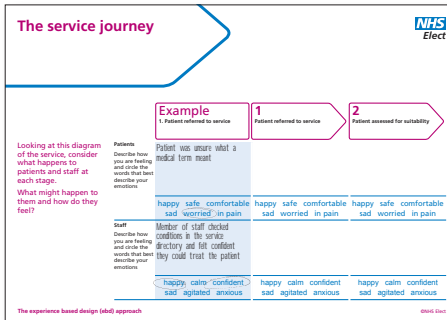 The service journey
NHS
Elect
Example
1. Patient referred to service
1
Patient referred to service
2
Patient assessed for suitability
Looking at this diagram
of the service, consider
what happens to
patients and staff at
each stage.
What might happen to
them and how do they
feel?
Patients
Describe how
you are feeling
and circle the
words that best
describe your
emotions
Patient was unsure what a
medical term meant
happy safe comfortable
sad worried in pain
happy safe comfortable
sad worried in pain
happy safe comfortable
sad worried in pain
Staff
Describe how
you are feeling
and circle the
words that best
describe your
emotions
Member of staff checked
conditions in the service
directory and felt confident
they could treat the patient
happy calm confident
sad agitated anxious
happy calm confident
sad agitated anxious
happy calm confident
sad agitated anxious
The experience based design (ebd) approach
©NHS Elect